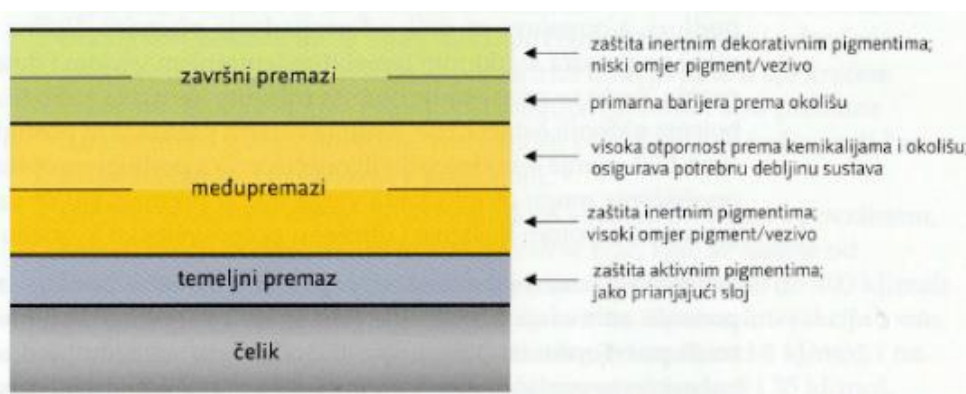 zaštita inertnim dekorativnim pigmentima;
niski omjer pigment/vezivo
završni premazi
primarna barijera prema okolišu
visoka otpornost prema kemikalijama i okolišu;
osigurava potrebnu debljinu sustava
međupremazi
zaštita inertnim pigmentima;
visoki omjer pigment/vezivo
temeljni premaz
zaštita aktivnim pigmentima;
jako prianjajući sloj
čelik